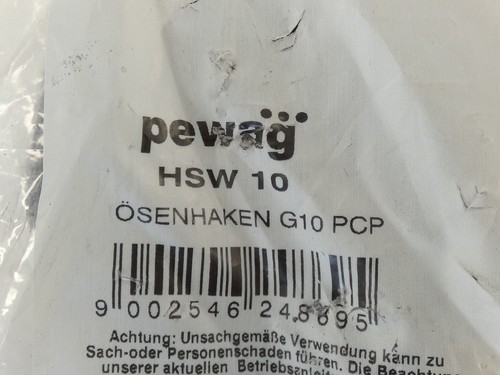 pewag
HSW 10
ÖSENHAKEN G10 PCP
9 002546 248695
Achtung: Unsachgemäße Verwendung kann zu
Sach-oder Personenschaden führen. Die Beachtung
unserer aktuellen